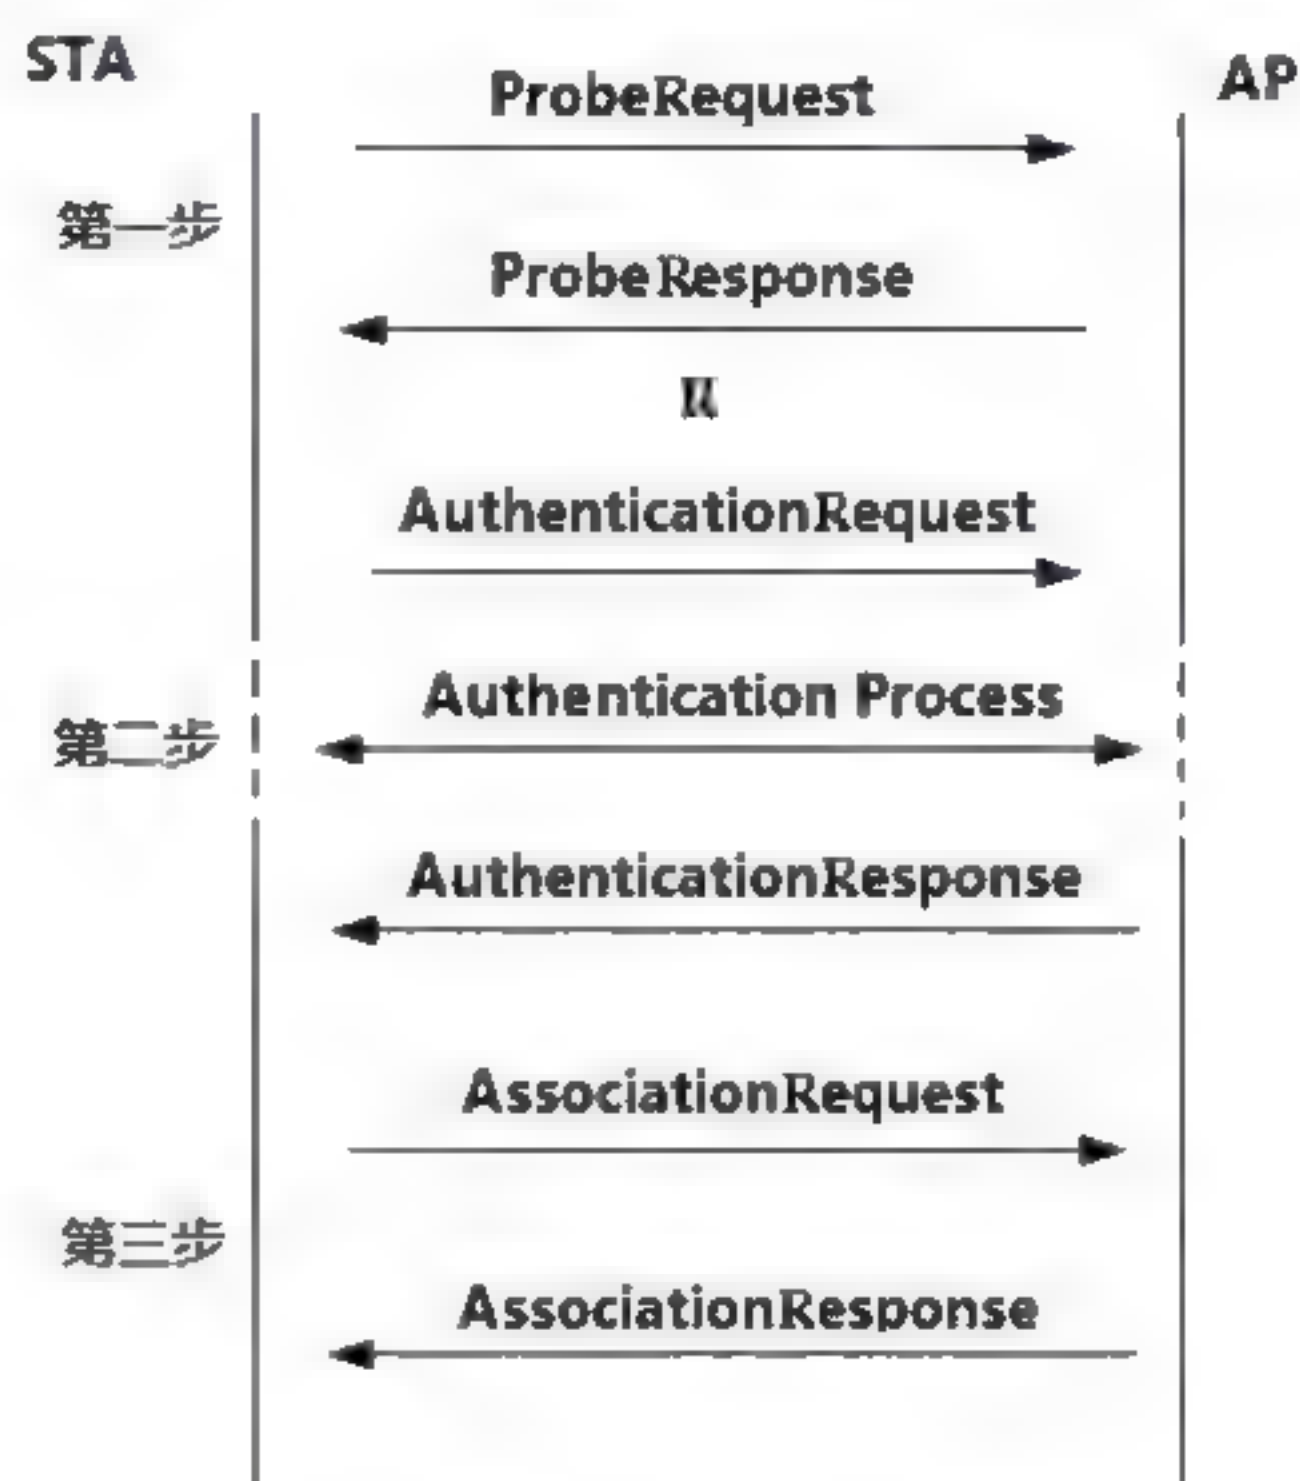 STA
AP
ProbeRequest
第一步
ProbeResponse
AuthenticationRequest
Authentication Process
第二步
AuthenticationResponse
AssociationRequest
第三步
AssociationResponse